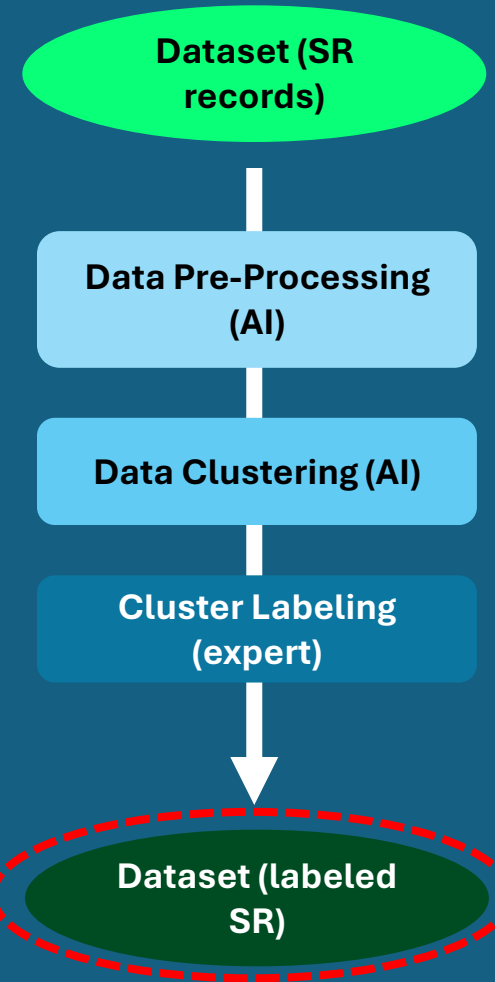 Dataset (SR
records)
Data Pre-Processing
(AI)
Data Clustering (AI)
Cluster Labeling
(expert)
Dataset (labeled
SR)